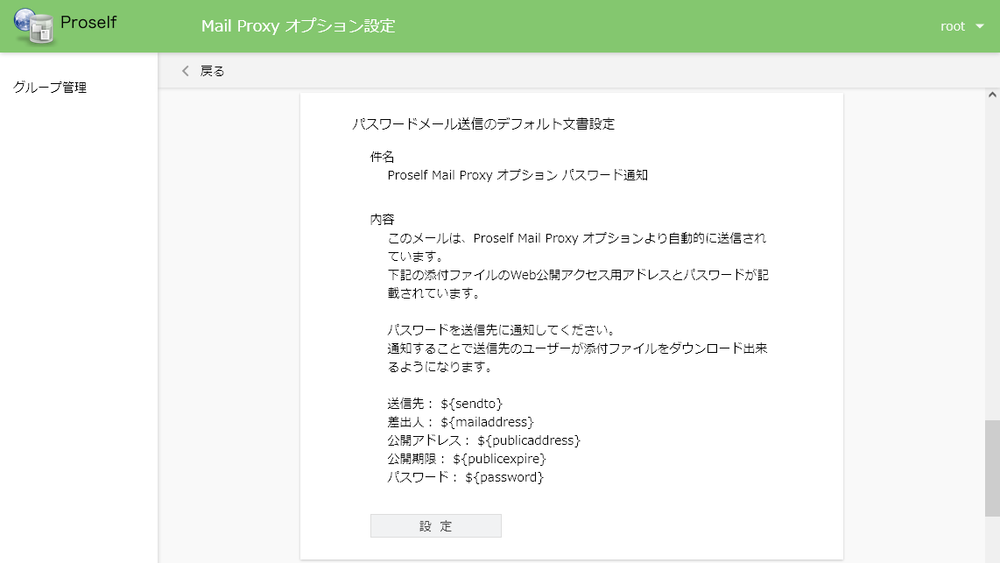 Proself
Mail Proxy オプション設定
root
グループ管理
戻る
パスワードメール送信のデフォルト文書設定
件名
Proself Mail Proxy オプション パスワード通知
内容
このメールは、Proself Mail Proxy オプションより自動的に送信され
ています。
下記の添付ファイルのWeb公開アクセス用アドレスとパスワードが記
載されています。
パスワードを送信先に通知してください。
通知することで送信先のユーザーが添付ファイルをダウンロード出来
るようになります。
送信先： ${sendto}
差出人： ${mailaddress}
公開アドレス： ${publicaddress}
公開期限： ${publicexpire}
パスワード： ${password}
設 定